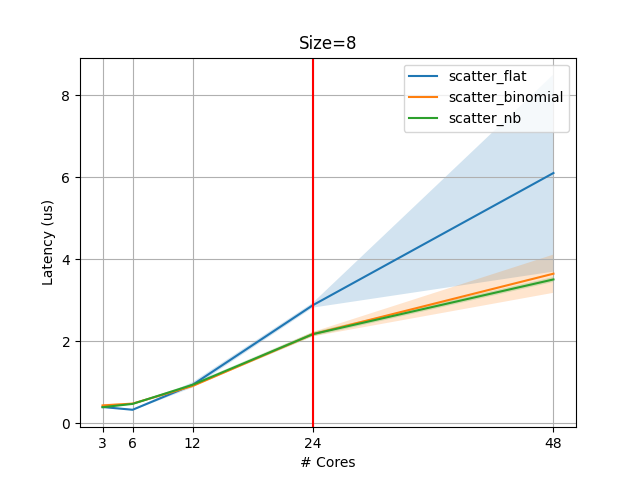 Size=8
scatter_flat
scatter_binomial
scatter_nb
Latency (us)
8
6
4
2
0
3 6 12 24 48
# Cores